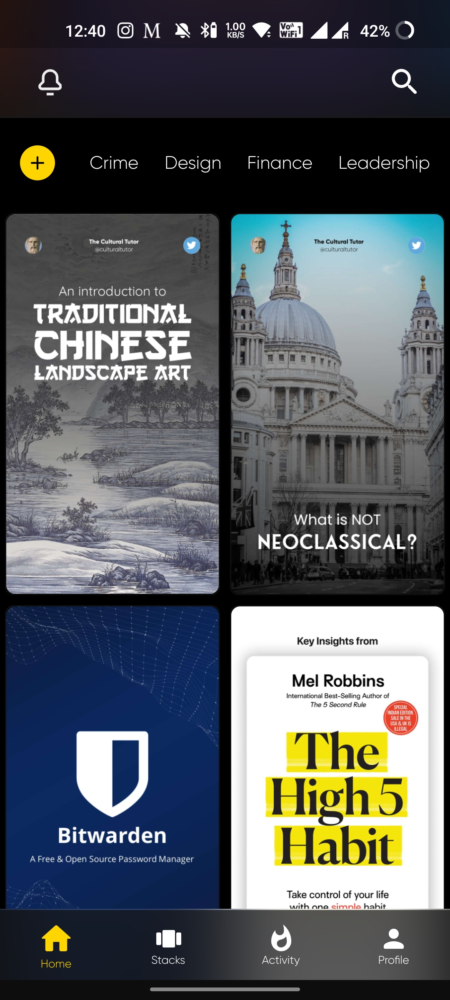 12:40
M
1.00
KB/S
Vo
WiFi 1
R
42%
Crime Design Finance Leadership
The Cultural Tutor
@culturaltutor
An introduction to
TRADITIONAL
CHINESE
LANDSCAPE ART
The Cultural Tutor
@culturaltutor
What is NOT
NEOCLASSICAL?
Bitwarden
A Free & Open Source Password Manager
Key Insights from
Mel Robbins
International Best-Selling Author of
The 5 Second Rule
SPECIAL
INDIAN EDITION.
SALE IN THE
USA & UK IS
ILLEGAL
The
High 5
Habit
Take control of your life
with one simple habit
Home
Stacks
Activity
Profile